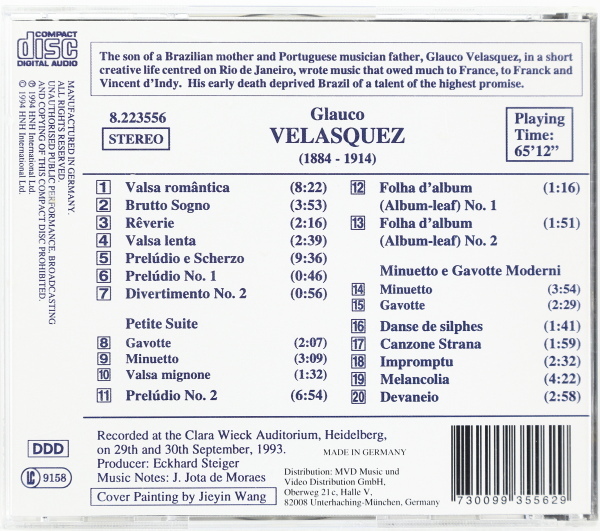 COMPACT
disc
DIGITAL AUDIO
The son of a Brazilian mother and Portuguese musician father, Glauco Velasquez, in a short
creative life centred on Rio de Janeiro, wrote music that owed much to France, to Franck and
Vincent d'Indy. His early death deprived Brazil of a talent of the highest promise.
8.223556
STEREO
Glauco
VELASQUEZ
(1884 - 1914)
Playing
Time:
65'12”
1 Valsa romântica (8:22)
2 Brutto Sogno (3:53)
3 Rêverie (2:16)
4 Valsa lenta (2:39)
5 Prelúdio e Scherzo (9:36)
6 Prelúdio No. 1 (0:46)
7 Divertimento No. 2 (0:56)
Petite Suite
8 Gavotte (2:07)
9 Minuetto (3:09)
10 Valsa mignone (1:32)
11 Prelúdio No. 2 (6:54)
12 Folha d'album (1:16)
(Album-leaf) No. 1
13 Folha d'album (1:51)
(Album-leaf) No. 2
Minuetto e Gavotte Moderni
14 Minuetto (3:54)
15 Gavotte (2:29)
16 Danse de silphes (1:41)
17 Canzone Strana (1:59)
18 Impromptu (2:32)
19 Melancolia (4:22)
20 Devaneio (2:58)
MANUFACTURED IN GERMANY.
ALL RIGHTS RESERVED.
UNAUTHORISED PUBLIC PERFORMANCE, BROADCASTING
AND COPYING OF THIS COMPACT DISC PROHIBITED.
℗ 1994 HNH International Ltd.
© 1994 HNH International Ltd.
DDD
LC 9158
Recorded at the Clara Wieck Auditorium, Heidelberg,
on 29th and 30th September, 1993.
Producer: Eckhard Steiger
Music Notes: J. Jota de Moraes
Cover Painting by Jieyin Wang
MADE IN GERMANY
Distribution: MVD Music und
Video Distribution GmbH,
Oberweg 21c, Halle V,
82008 Unterhaching-München, Germany
730099 355629